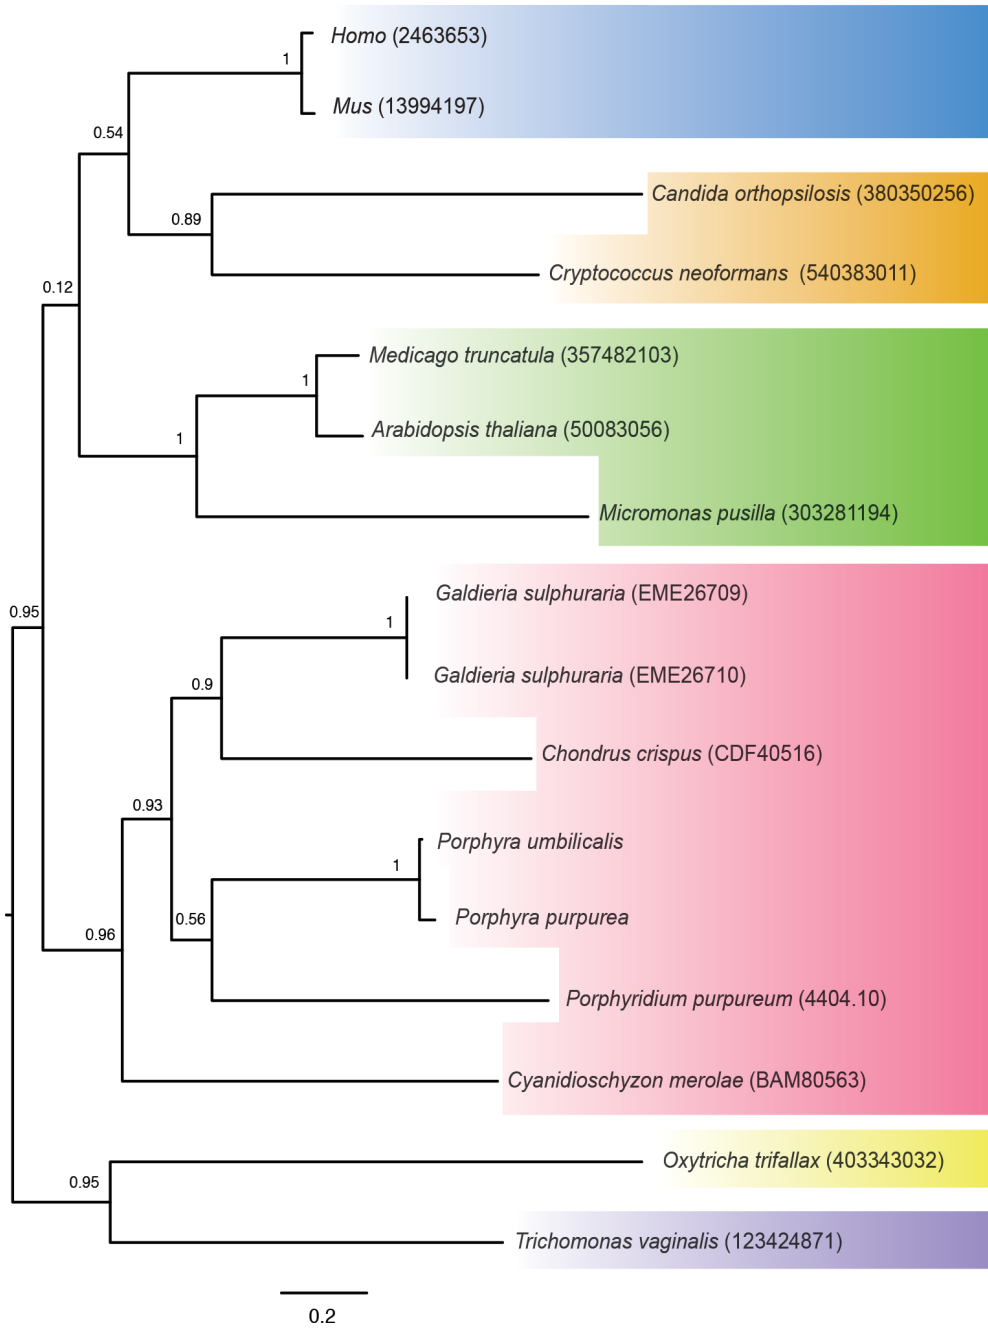 Homo (2463653)
1
Mus (13994197)
0.54
Candida orthopsilosis (380350256)
0.89
Cryptococcus neoformans (540383011)
0.12
Medicago truncatula (357482103)
1
Arabidopsis thaliana (50083056)
1
Micromonas pusilla (303281194)
Galdieria sulphuraria (EME26709)
0.95
1
Galdieria sulphuraria (EME26710)
0.9
Chondrus crispus (CDF40516)
0.93
Porphyra umbilicalis
1
Porphyra purpurea
0.56
0.96
Porphyridium purpureum (4404.10)
Cyanidioschyzon merolae (BAM80563)
Oxytricha trifallax (403343032)
0.95
Trichomonas vaginalis (123424871)
0.2